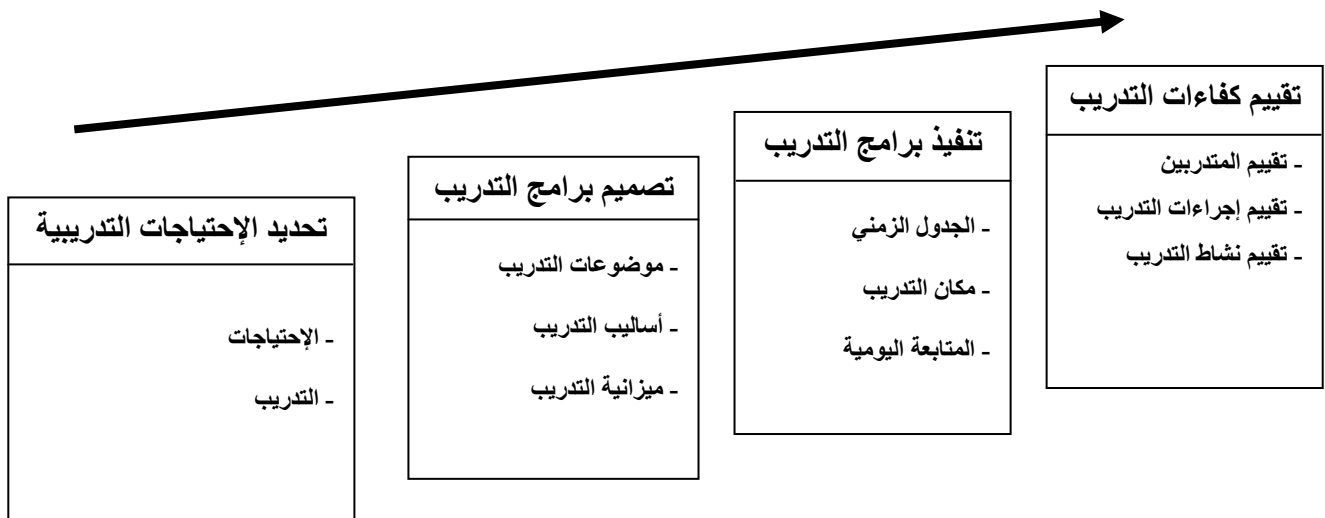 تحديد الإحتياجات التدريبية
- الإحتياجات
- التدريب
تصميم برامج التدريب
- موضوعات التدريب
- أساليب التدريب
- ميزانية التدريب
تنفيذ برامج التدريب
- الجدول الزمني
- مكان التدريب
- المتابعة اليومية
تقييم كفاءات التدريب
- تقييم المتدربين
- تقييم إجراءات التدريب
- تقييم نشاط التدريب